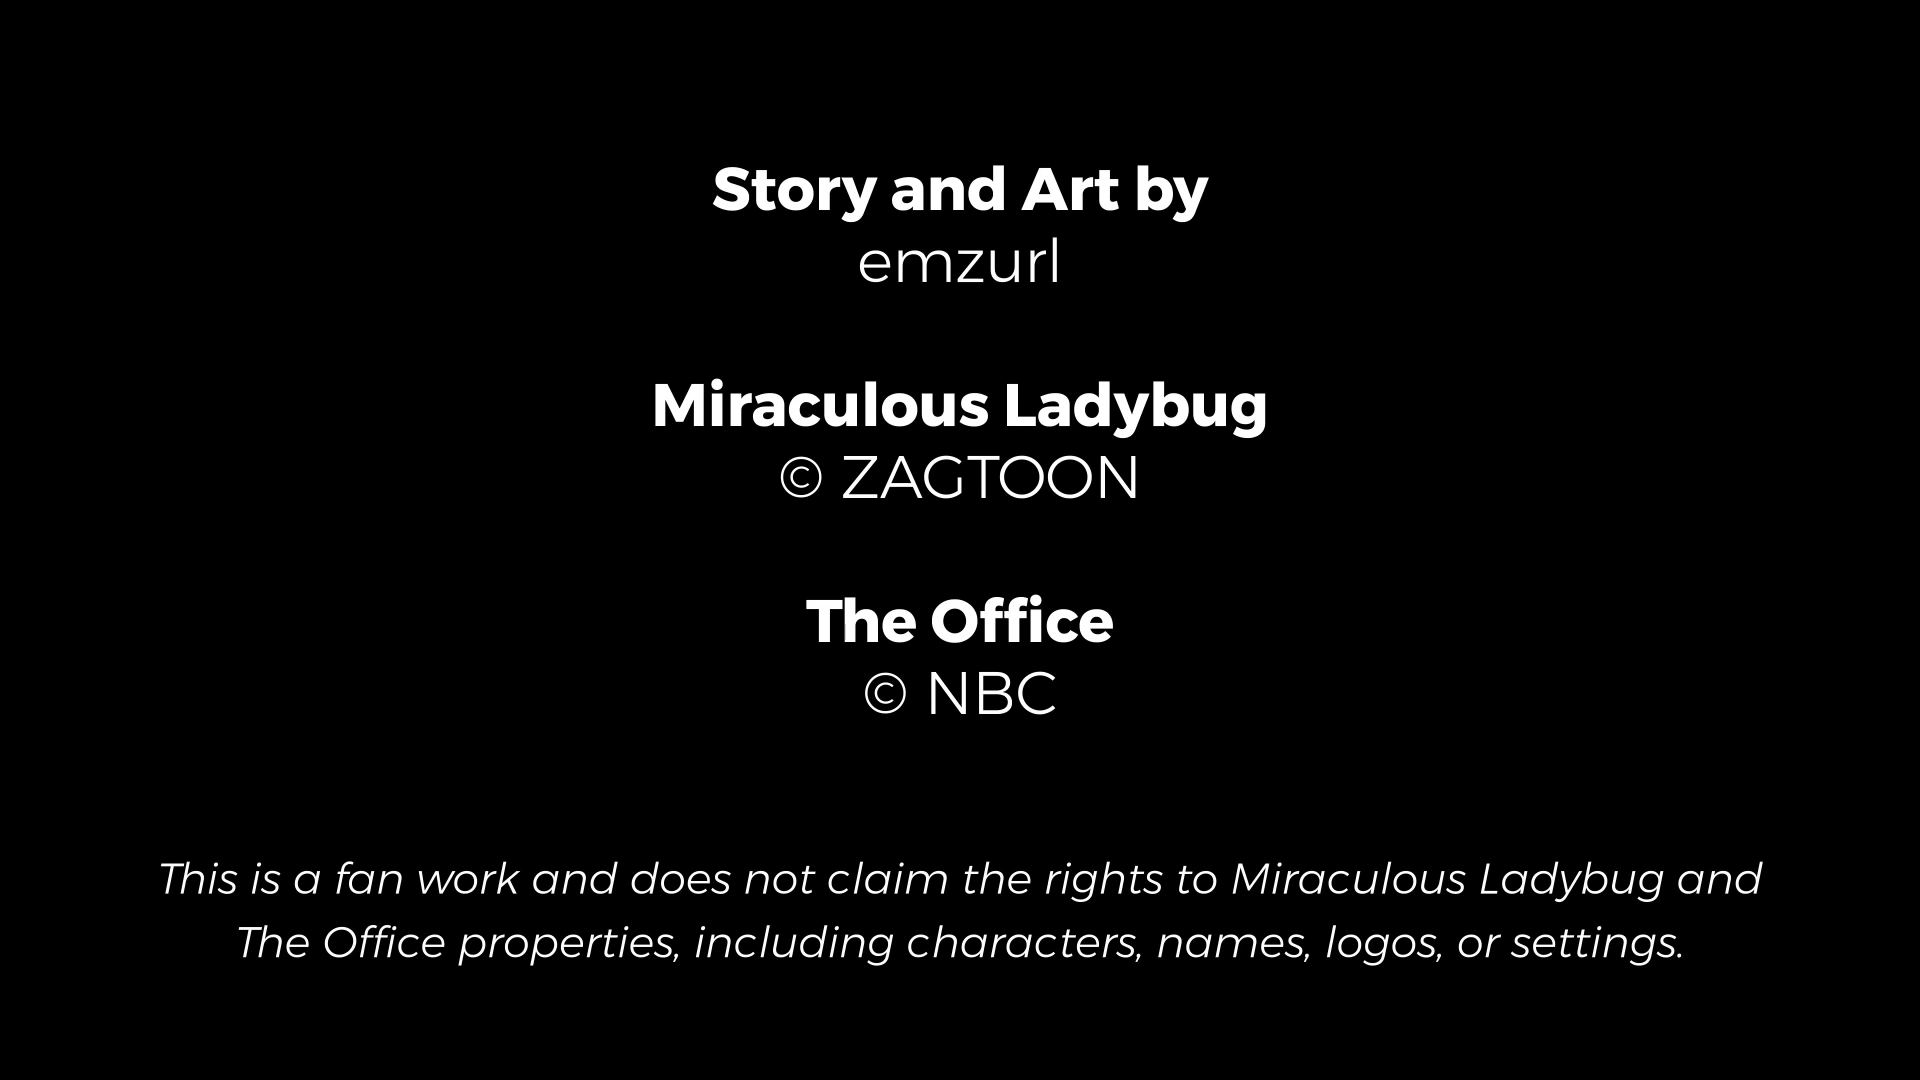 Story and Art by
emzurl
Miraculous Ladybug
© ZAGTOON
The Office
© NBC
This is a fan work and does not claim the rights to Miraculous Ladybug and
The Office properties, including characters, names, logos, or settings.